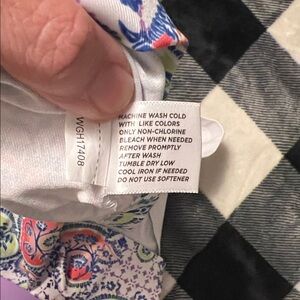 WGH17408
MACHINE WASH COLD
WITH LIKE COLORS
ONLY NON-CHLORINE
BLEACH WHEN NEEDED
REMOVE PROMPTLY
AFTER WASH
TUMBLE DRY LOW
COOL IRON IF NEEDED
DO NOT USE SOFTENER